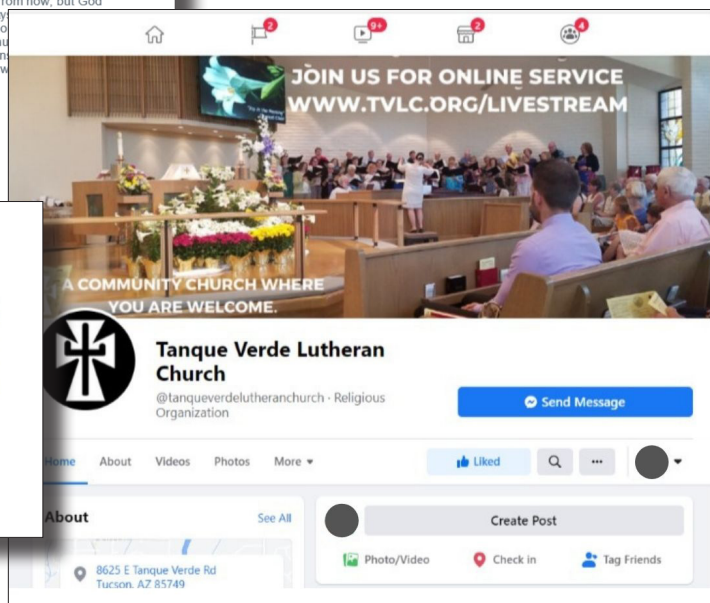 from now, but God
2
9+
2
4
JOIN US FOR ONLINE SERVICE
WWW.TVLC.ORG/LIVESTREAM
A COMMUNITY CHURCH WHERE
YOU ARE WELCOME.
Tanque Verde Lutheran
Church
@tanqueverdelutheranchurch · Religious
Organization
Send Message
Home
About
Videos
Photos
More
Liked
About
See All
8625 E Tanque Verde Rd
Tucson, AZ 85749
Create Post
Photo/Video
Check in
Tag Friends